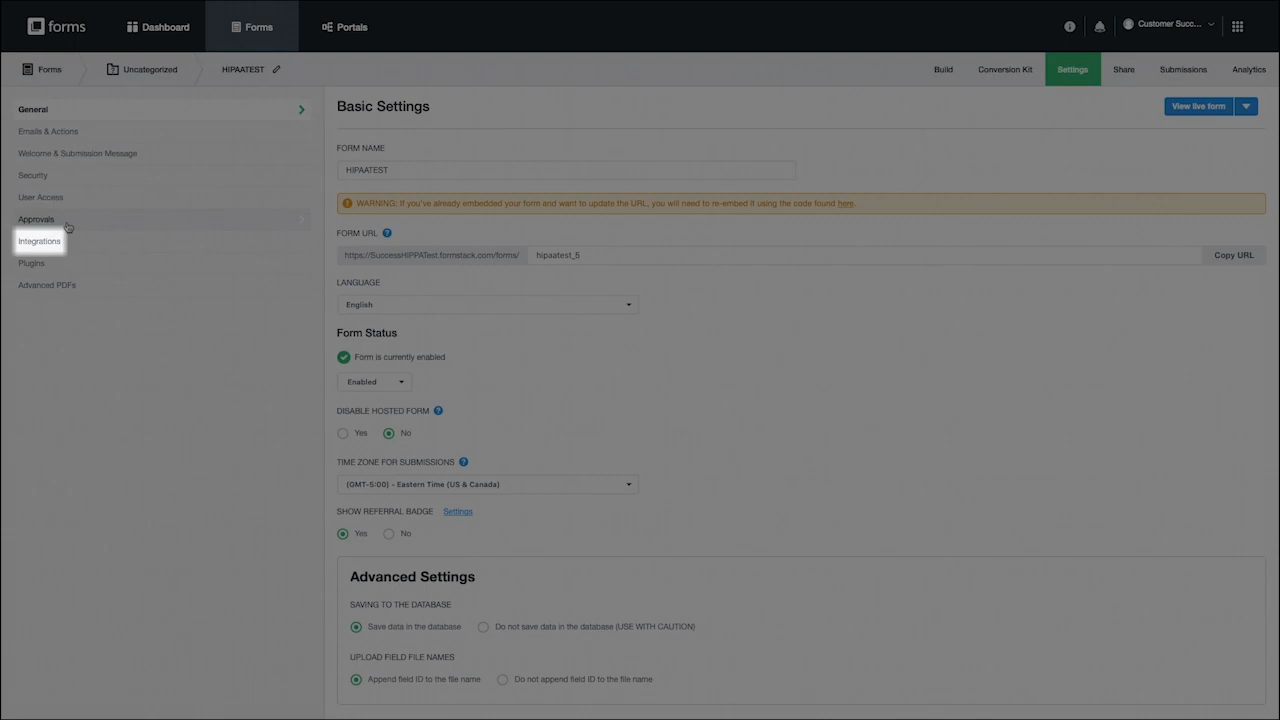 forms
Dashboard
Forms
Portals
Customer Succ...
Forms
Uncategorized
HIPAATEST
Build
Conversion Kit
Settings
Share
Submissions
Analytics
General
Emails & Actions
Welcome & Submission Message
Security
User Access
Approvals
Integrations
Plugins
Advanced PDFs
Basic Settings
View live form
FORM NAME
HIPAATEST
WARNING: If you've already embedded your form and want to update the URL, you will need to re-embed it using the code found here.
FORM URL
https://SuccessHIPPATest.formstack.com/forms/
hipaatest_5
Copy URL
LANGUAGE
English
Form Status
Form is currently enabled
Enabled
DISABLE HOSTED FORM
Yes
No
TIME ZONE FOR SUBMISSIONS
(GMT-5:00) - Eastern Time (US & Canada)
SHOW REFERRAL BADGE
Settings
Yes
No
Advanced Settings
SAVING TO THE DATABASE
Save data in the database
Do not save data in the database (USE WITH CAUTION)
UPLOAD FIELD FILE NAMES
Append field ID to the file name
Do not append field ID to the file name